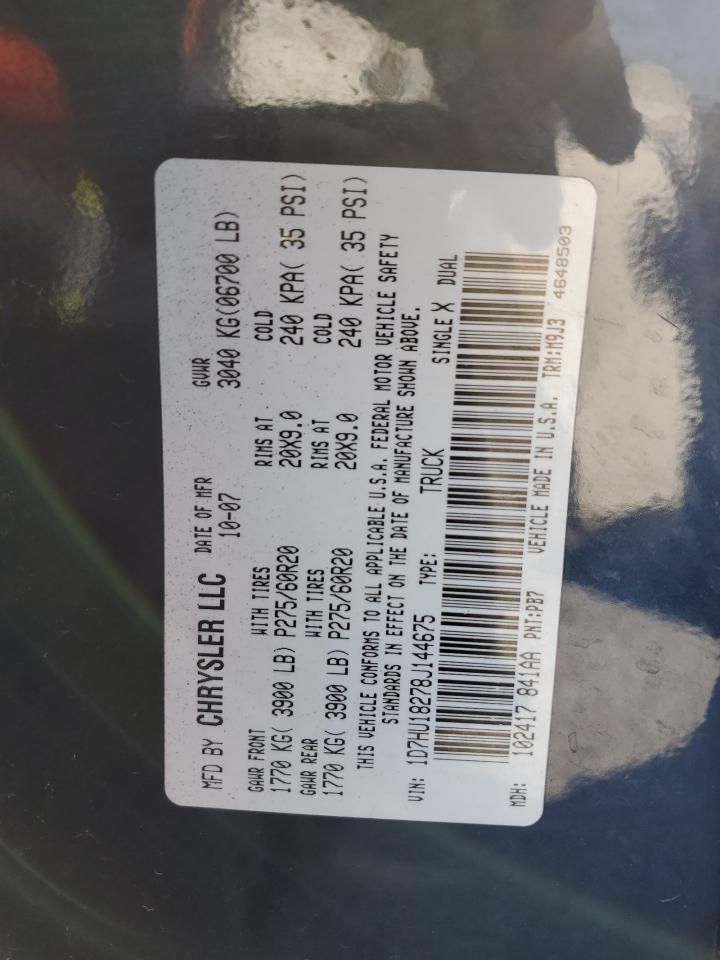 MFD BY CHRYSLER LLC DATE OF MFR GVWR
10-07 3040 KG(06700 LB)
GAWR FRONT WITH TIRES RIMS AT COLD
1770 KG( 3900 LB) P275/60R20 20X9.0 240 KPA( 35 PSI)
GAWR REAR WITH TIRES RIMS AT COLD
1770 KG( 3900 LB) P275/60R20 20X9.0 240 KPA( 35 PSI)
THIS VEHICLE CONFORMS TO ALL APPLICABLE U.S.A. FEDERAL MOTOR VEHICLE SAFETY
STANDARDS IN EFFECT ON THE DATE OF MANUFACTURE SHOWN ABOVE.
VIN: 1D7HU18278J144675 TYPE: TRUCK SINGLE X DUAL
MDH: 102417 841AA PNT:PB7 VEHICLE MADE IN U.S.A. TRM:M9J3 4648503